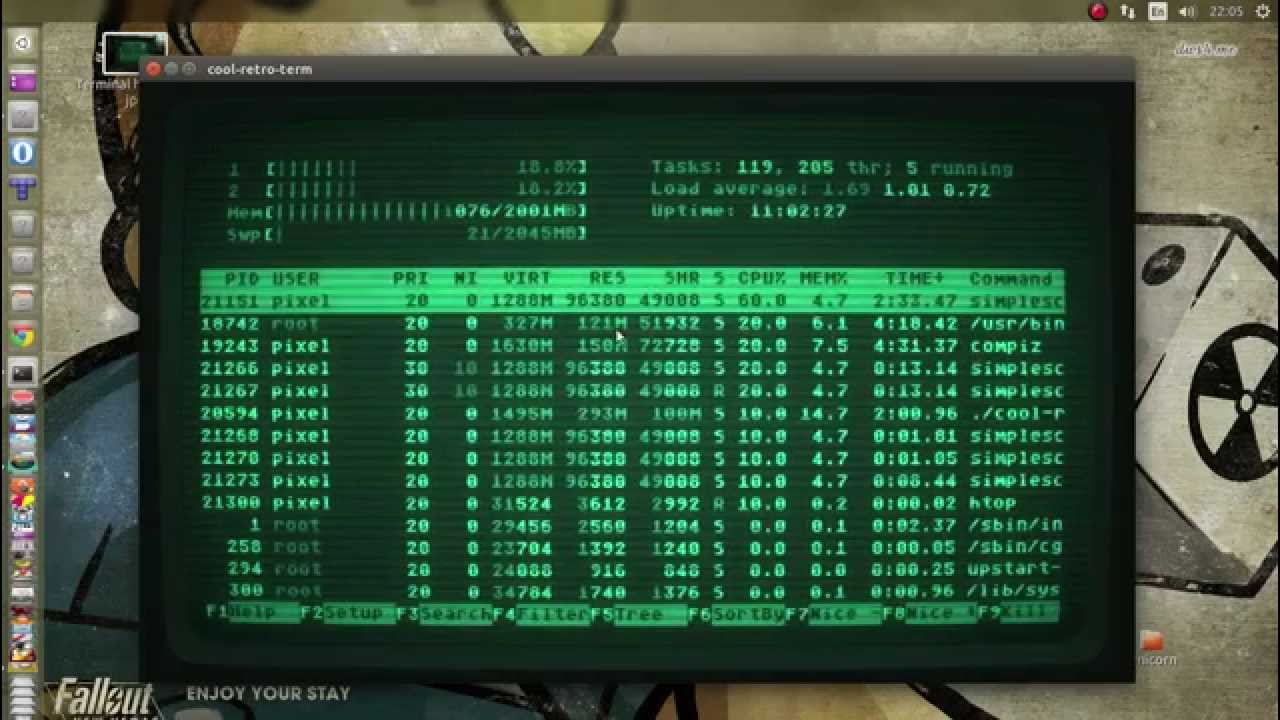 En 22:05
duys4.me
cool-retro-term
Terminal
1 [||||||| 18.8%] Tasks: 119, 205 thr; 5 running
2 [||||||| 18.2%] Load average: 1.69 1.01 0.72
Mem[||||||||||||||1076/2001MB] Uptime: 11:02:27
Swp[| 21/2045MB]
PID USER PRI NI VIRT RES SHR S CPU% MEM% TIME+ Command
21151 pixel 20 0 1288M 96380 49008 S 60.0 4.7 2:33.47 simplesc
18742 root 20 0 327M 121M 51932 S 20.0 6.1 4:18.42 /usr/bin
19243 pixel 20 0 1630M 150M 72728 S 20.0 7.5 4:31.37 compiz
21266 pixel 30 10 1288M 96380 49008 S 20.0 4.7 0:13.14 simplesc
21267 pixel 30 10 1288M 96380 49008 R 20.0 4.7 0:13.14 simplesc
20594 pixel 20 0 1495M 293M 100M S 10.0 14.7 2:00.96 ./cool-r
21268 pixel 20 0 1288M 96380 49008 S 10.0 4.7 0:01.81 simplesc
21270 pixel 20 0 1288M 96380 49008 S 10.0 4.7 0:01.05 simplesc
21273 pixel 20 0 1288M 96380 49008 S 10.0 4.7 0:08.44 simplesc
21300 pixel 20 0 31524 3612 2992 R 10.0 0.2 0:00.02 htop
1 root 20 0 29456 2560 1204 S 0.0 0.1 0:02.37 /sbin/in
258 root 20 0 23704 1392 1240 S 0.0 0.1 0:00.05 /sbin/cg
294 root 20 0 24088 916 848 S 0.0 0.0 0:00.25 upstart-
300 root 20 0 34784 1740 1376 S 0.0 0.1 0:00.96 /lib/sys
F1Help F2Setup F3SearchF4FilterF5Tree F6SortByF7Nice -F8Nice +F9Kill
nicorn
Fallout
ENJOY YOUR STAY